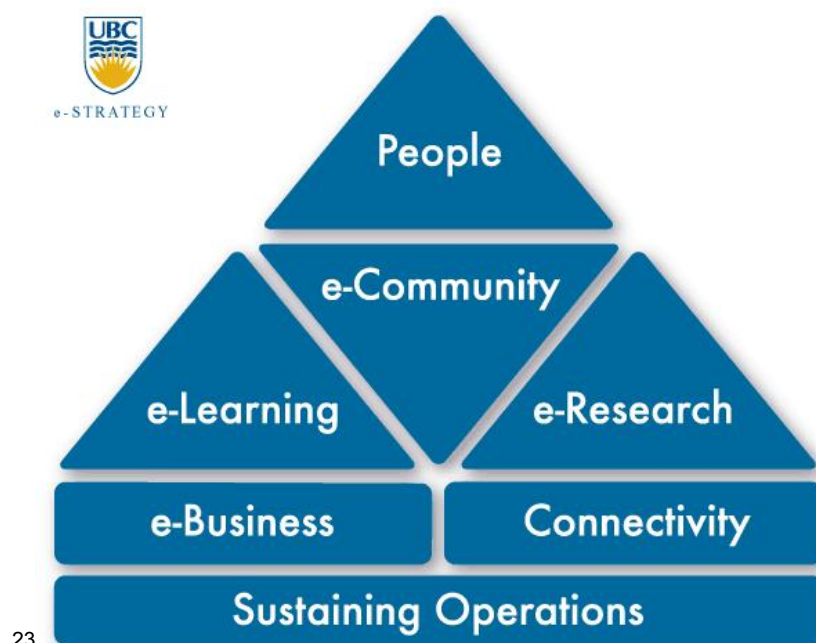 UBC
e-STRATEGY
People
e-Community
e-Learning
e-Research
e-Business
Connectivity
Sustaining Operations
23